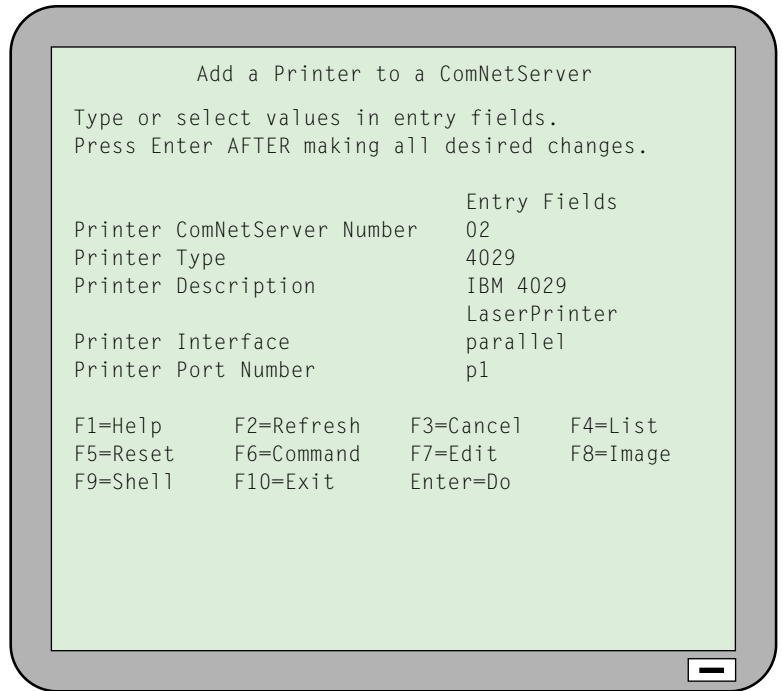 Add a Printer to a ComNetServer
Type or select values in entry fields.
Press Enter AFTER making all desired changes.
Entry Fields
Printer ComNetServer Number 02
Printer Type 4029
Printer Description IBM 4029
LaserPrinter
Printer Interface parallel
Printer Port Number p1
F1=Help F2=Refresh F3=Cancel F4=List
F5=Reset F6=Command F7=Edit F8=Image
F9=Shell F10=Exit Enter=Do